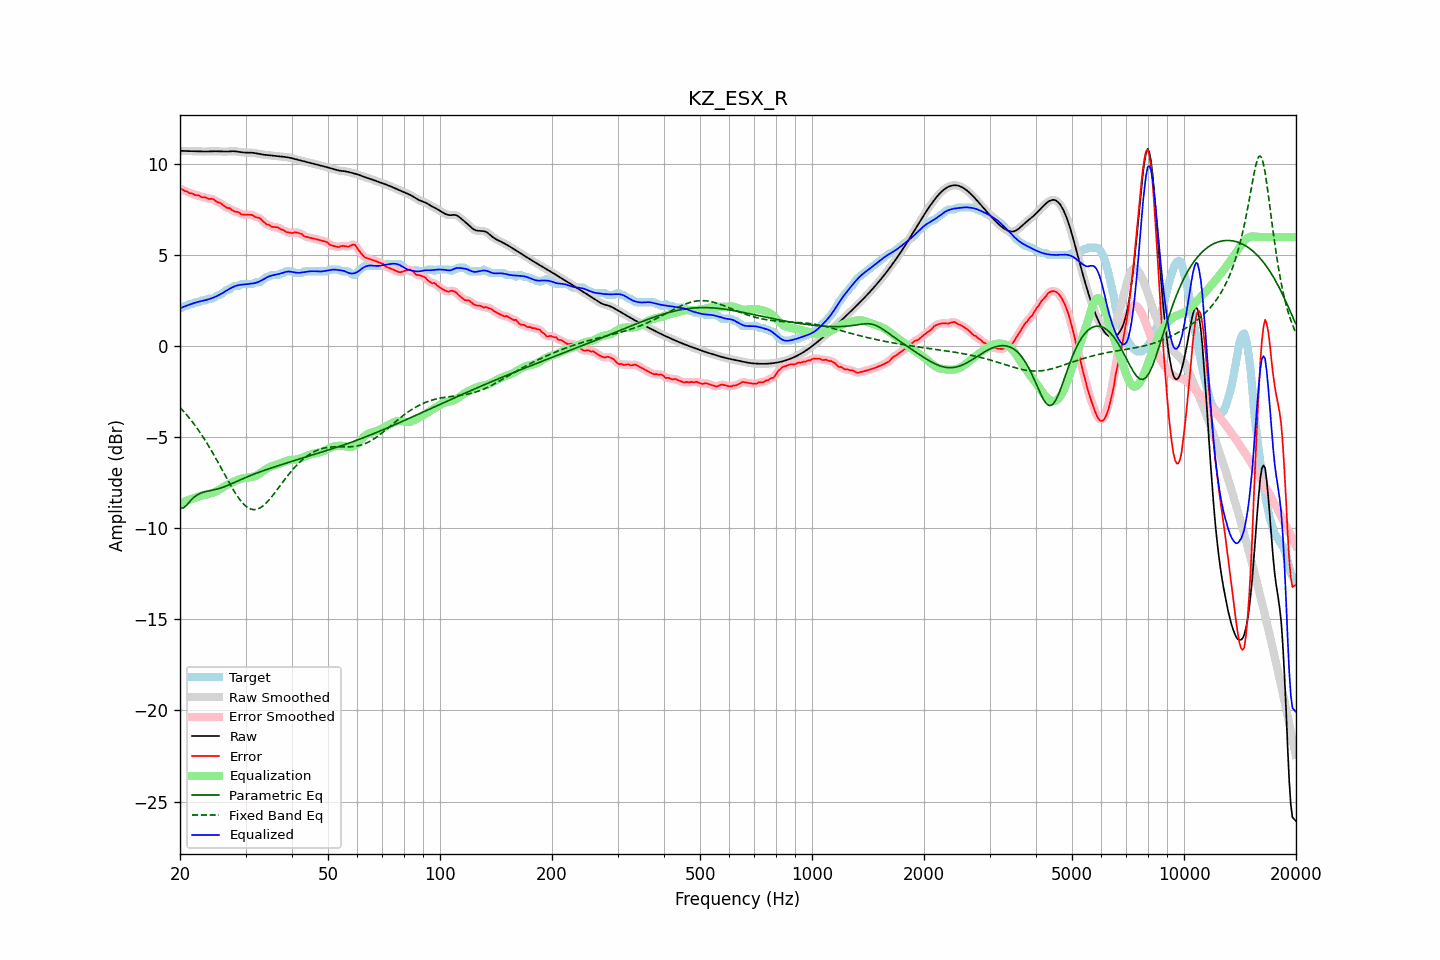 KZ_ESX_R
Amplitude (dBr)
10
5
0
−5
−10
−15
−20
−25
Target
Raw Smoothed
Error Smoothed
Raw
Error
Equalization
Parametric Eq
Fixed Band Eq
Equalized
20 50 100 200 500 1000 2000 5000 10000 20000
Frequency (Hz)